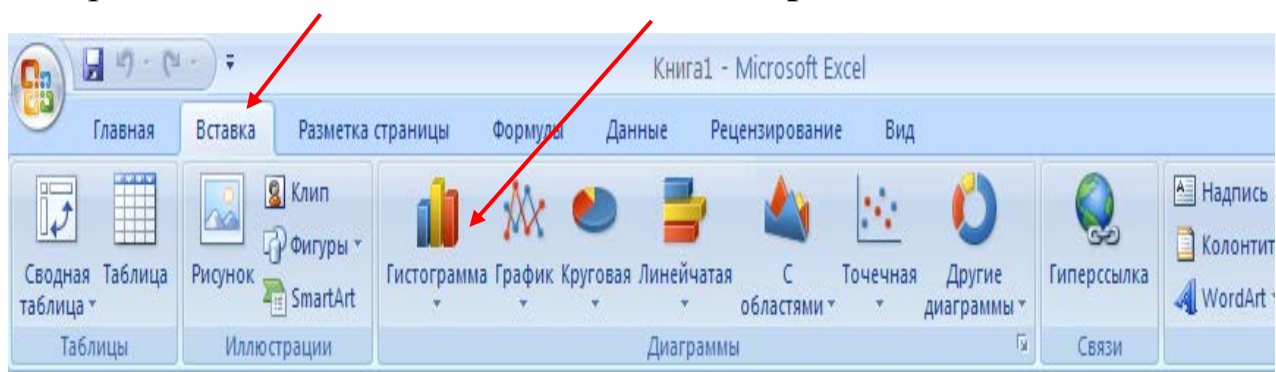 Книга1 - Microsoft Excel
Главная Вставка Разметка страницы Формулы Данные Рецензирование Вид
Сводная таблица
Таблица
Рисунок
Клип
Фигуры
SmartArt
Гистограмма
График
Круговая
Линейчатая
С областями
Точечная
Другие диаграммы
Гиперссылка
Надпись
Колонтит
WordArt
Таблицы Иллюстрации Диаграммы Связи